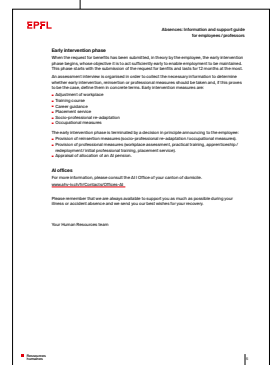 EPFL
Absences: information and support guide
for employees / professors
Early intervention phase
When the request for benefits has been submitted, in theory by the employee, the early intervention
phase begins, whose objective it is to act sufficiently early to enable employment to be maintained.
This phase starts with the submission of the request for benefits and lasts for 12 months at the most.
An assessment interview is organised in order to collect the necessary information to determine
whether early intervention, reinsertion or professional measures should be taken and, if this proves
to be the case, define them in concrete terms. Early intervention measures are:
Adjustment of workplace
Training course
Career guidance
Placement service
Socio-professional re-adaptation
Occupational measures
The early intervention phase is terminated by a decision in principle announcing to the employee:
Provision of reinsertion measures (socio-professional re-adaptation / occupational measures).
Provision of professional measures (workplace assessment, practical training, apprenticeship /
redeployment / initial professional training, placement service).
Appraisal of allocation of an AI pension.
AI offices
For more information, please consult the AI Office of your canton of domicile.
www.ahv-iv.ch/fr/Contacts/Offices-AI
Please remember that we are always available to support you as much as possible during your
illness or accident absence and we send you our best wishes for your recovery.
Your Human Resources team
Ressources
humaines